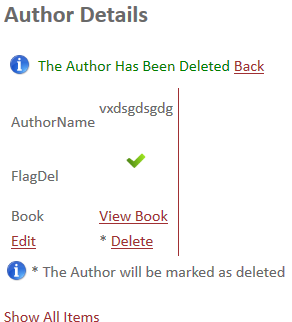 Author Details
The Author Has Been Deleted Back
AuthorName vxdsgdsgdg
FlagDel
Book View Book
Edit * Delete
* The Author will be marked as deleted
Show All Items